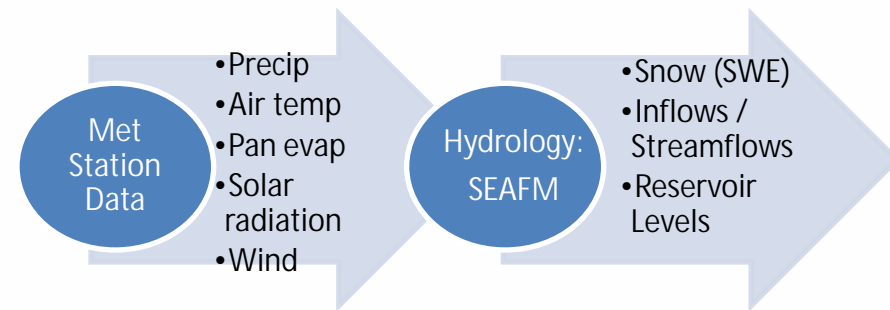 Met
Station
Data
•Precip
•Air temp
•Pan evap
•Solar
radiation
•Wind
Hydrology:
SEAFM
•Snow (SWE)
•Inflows /
Streamflows
•Reservoir
Levels